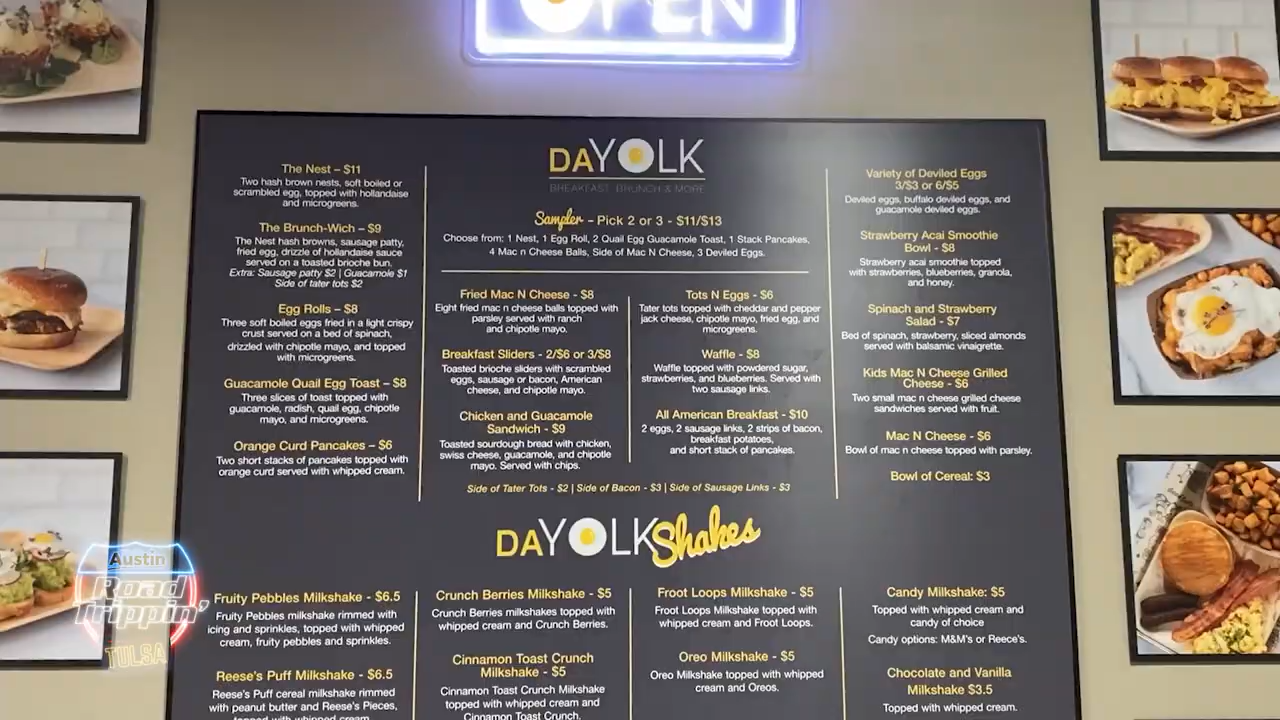 OPEN
DAYOLK
BREAKFAST, BRUNCH & MORE
Sampler - Pick 2 or 3 - $11/$13
Choose from: 1 Nest, 1 Egg Roll, 2 Quail Egg Guacamole Toast, 1 Stack Pancakes,
4 Mac n Cheese Balls, Side of Mac N Cheese, 3 Deviled Eggs.
The Nest – $11
Two hash brown nests, soft boiled or
scrambled egg, topped with hollandaise
and microgreens.
The Brunch-Wich – $9
The Nest hash browns, sausage patty,
fried egg, drizzle of hollandaise sauce
served on a toasted brioche bun.
Extra: Sausage patty $2 | Guacamole $1
Side of tater tots $2
Egg Rolls – $8
Three soft boiled eggs fried in a light crispy
crust served on a bed of spinach,
drizzled with chipotle mayo, and topped
with microgreens.
Guacamole Quail Egg Toast – $8
Three slices of toast topped with
guacamole, radish, quail egg, chipotle
mayo, and microgreens.
Orange Curd Pancakes – $6
Two short stacks of pancakes topped with
orange curd served with whipped cream.
Fried Mac N Cheese - $8
Eight fried mac n cheese balls topped with
parsley served with ranch
and chipotle mayo.
Breakfast Sliders - 2/$6 or 3/$8
Toasted brioche sliders with scrambled
eggs, sausage or bacon, American
cheese, and chipotle mayo.
Chicken and Guacamole
Sandwich - $9
Toasted sourdough bread with chicken,
swiss cheese, guacamole, and chipotle
mayo. Served with chips.
Tots N Eggs - $6
Tater tots topped with cheddar and pepper
jack cheese, chipotle mayo, fried egg, and
microgreens.
Waffle - $8
Waffle topped with powdered sugar,
strawberries, and blueberries. Served with
two sausage links.
All American Breakfast - $10
2 eggs, 2 sausage links, 2 strips of bacon,
breakfast potatoes,
and short stack of pancakes.
Side of Tater Tots - $2 | Side of Bacon - $3 | Side of Sausage Links - $3
Variety of Deviled Eggs
3/$3 or 6/$5
Deviled eggs, buffalo deviled eggs, and
guacamole deviled eggs.
Strawberry Acai Smoothie
Bowl - $8
Strawberry acai smoothie topped
with strawberries, blueberries, granola,
and honey.
Spinach and Strawberry
Salad - $7
Bed of spinach, strawberry, sliced almonds
served with balsamic vinaigrette.
Kids Mac N Cheese Grilled
Cheese - $6
Two small mac n cheese grilled cheese
sandwiches served with fruit.
Mac N Cheese - $6
Bowl of mac n cheese topped with parsley.
Bowl of Cereal: $3
DAYOLK Shakes
Fruity Pebbles Milkshake - $6.5
Fruity Pebbles milkshake rimmed with
icing and sprinkles, topped with whipped
cream, fruity pebbles and sprinkles.
Reese's Puff Milkshake - $6.5
Reese's Puff cereal milkshake rimmed
with peanut butter and Reese's Pieces,
topped with whipped cream
Crunch Berries Milkshake - $5
Crunch Berries milkshakes topped with
whipped cream and Crunch Berries.
Cinnamon Toast Crunch
Milkshake - $5
Cinnamon Toast Crunch Milkshake
topped with whipped cream and
Cinnamon Toast Crunch.
Froot Loops Milkshake - $5
Froot Loops Milkshake topped with
whipped cream and Froot Loops.
Oreo Milkshake - $5
Oreo Milkshake topped with whipped
cream and Oreos.
Candy Milkshake: $5
Topped with whipped cream and
candy of choice
Candy options: M&M's or Reece's.
Chocolate and Vanilla
Milkshake $3.5
Topped with whipped cream.
Austin
Road
Trippin'
TULSA